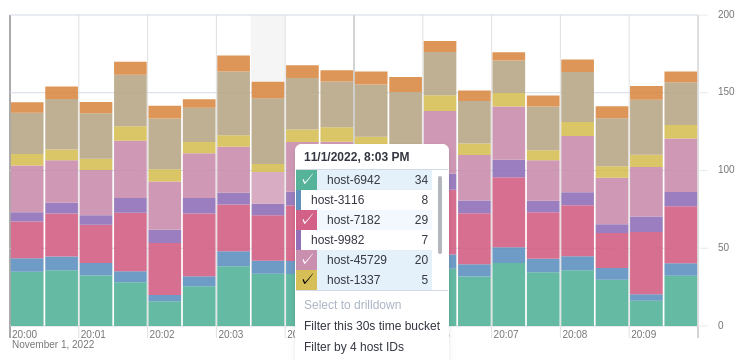 200
150
100
50
0
11/1/2022, 8:03 PM
host-6942 34
host-3116 8
host-7182 29
host-9982 7
host-45729 20
host-1337 5
Select to drilldown
Filter this 30s time bucket
Filter by 4 host IDs
20:00 20:01 20:02 20:03 20:07 20:08 20:09
November 1, 2022